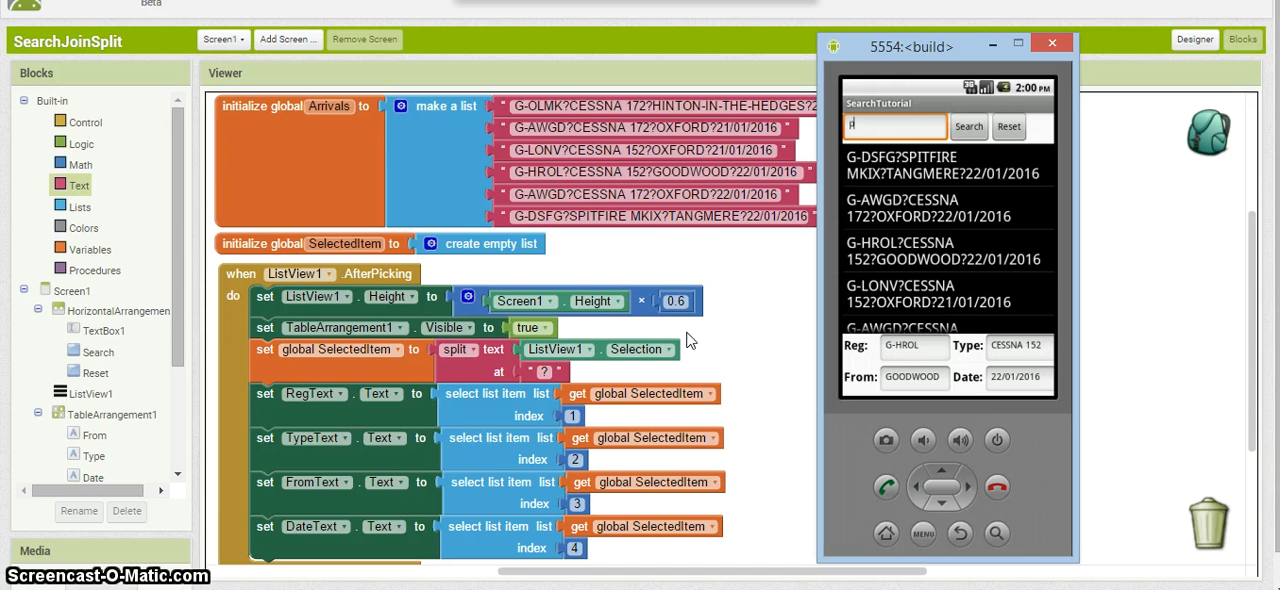 Beta
SearchJoinSplit
Screen1
Add Screen ...
Remove Screen
Designer
Blocks
Blocks
Built-in
Control
Logic
Math
Text
Lists
Colors
Variables
Procedures
Screen1
HorizontalArrangemen
TextBox1
Search
Reset
ListView1
TableArrangement1
From
Type
Date
Rename
Delete
Media
Viewer
initialize global Arrivals to
make a list
" G-OLMK?CESSNA 172?HINTON-IN-THE-HEDGES?2
" G-AWGD?CESSNA 172?OXFORD?21/01/2016 "
" G-LONV?CESSNA 152?OXFORD?21/01/2016 "
" G-HROL?CESSNA 152?GOODWOOD?22/01/2016 "
" G-AWGD?CESSNA 172?OXFORD?22/01/2016 "
" G-DSFG?SPITFIRE MKIX?TANGMERE?22/01/2016 "
initialize global SelectedItem to create empty list
when ListView1 .AfterPicking
do set ListView1 . Height to Screen1 . Height × 0.6
set TableArrangement1 . Visible to true
set global SelectedItem to split text ListView1 . Selection
at " ? "
set RegText . Text to select list item list get global SelectedItem
index 1
set TypeText . Text to select list item list get global SelectedItem
index 2
set FromText . Text to select list item list get global SelectedItem
index 3
set DateText . Text to select list item list get global SelectedItem
index 4
5554:<build>
3G 2:00 PM
SearchTutorial
Search
Reset
G-DSFG?SPITFIRE
MKIX?TANGMERE?22/01/2016
G-AWGD?CESSNA
172?OXFORD?22/01/2016
G-HROL?CESSNA
152?GOODWOOD?22/01/2016
G-LONV?CESSNA
152?OXFORD?21/01/2016
G-AWGD?CESSNA
Reg: G-HROL Type: CESSNA 152
From: GOODWOOD Date: 22/01/2016
MENU
Screencast-O-Matic.com